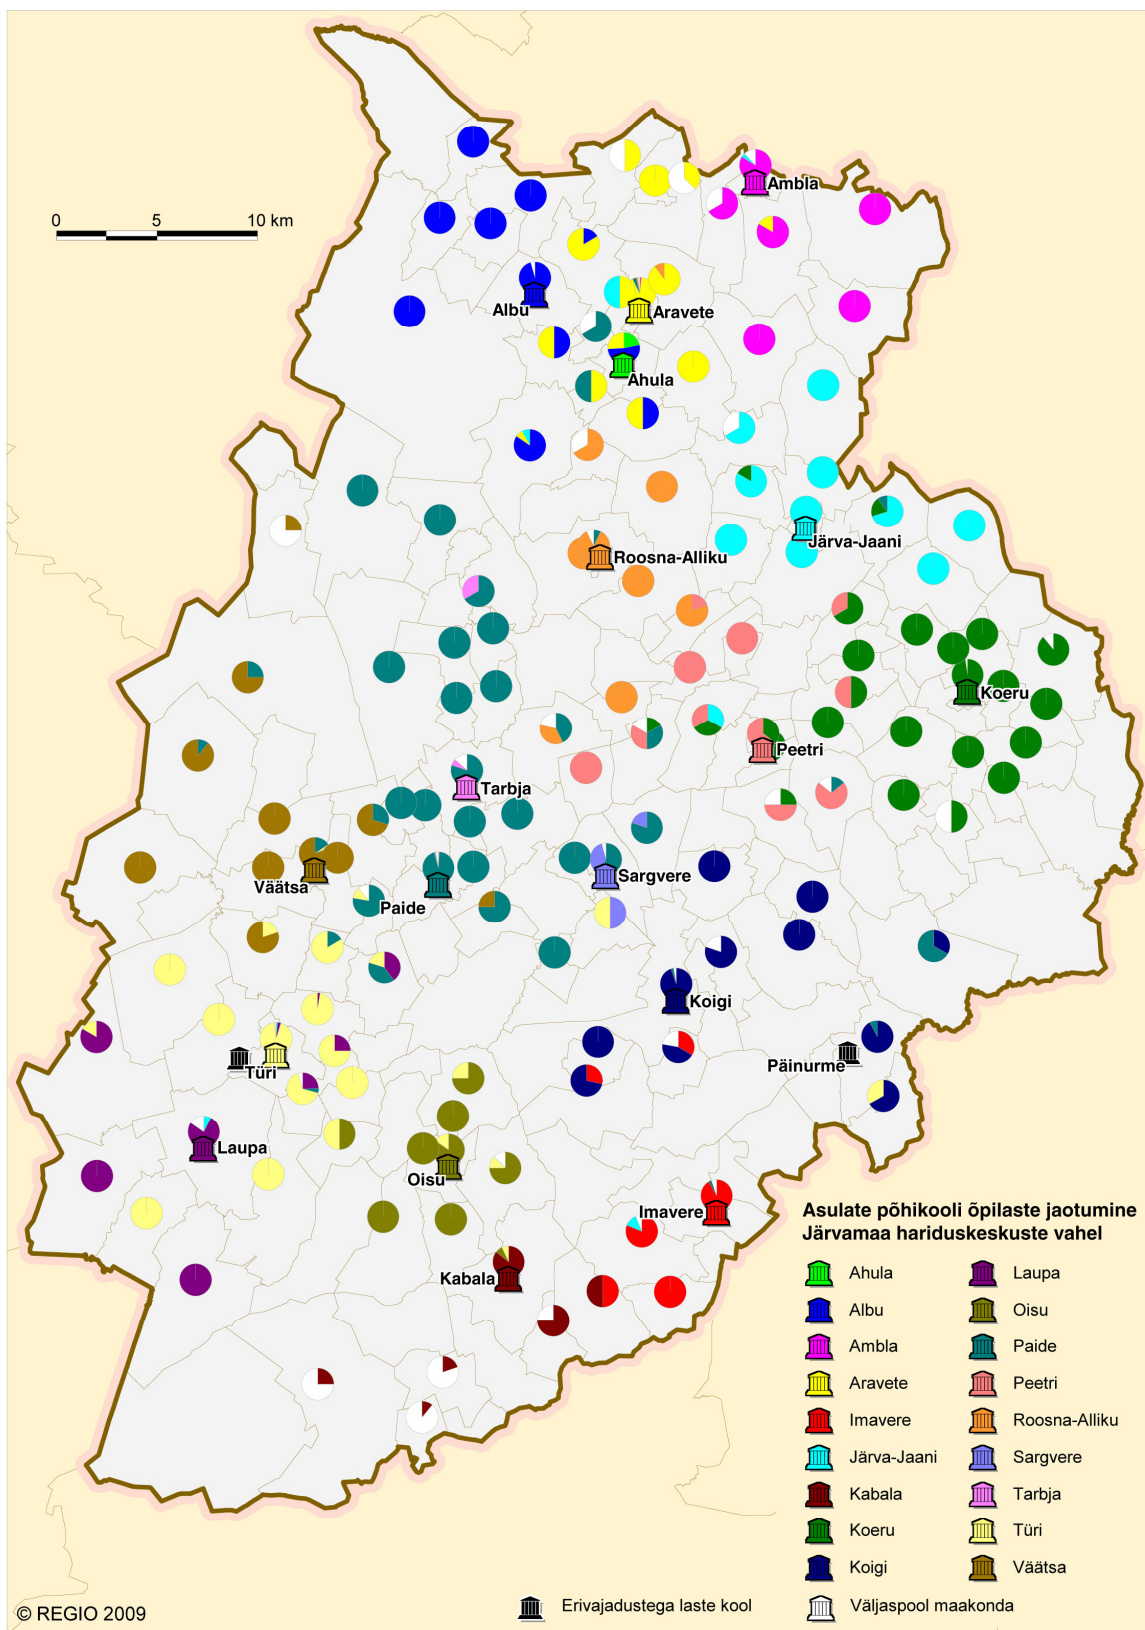 Ambla
0 5 10 km
Albu
Aravete
Ahula
Järva-Jaani
Roosna-Alliku
Koeru
Peetri
Tarbja
Sargvere
Väätsa
Paide
Koigi
Päinurme
Türi
Laupa
Oisu
Imavere
Kabala
Asulate põhikooli õpilaste jaotumine
Järvamaa hariduskeskuste vahel
Ahula Laupa
Albu Oisu
Ambla Paide
Aravete Peetri
Imavere Roosna-Alliku
Järva-Jaani Sargvere
Kabala Tarbja
Koeru Türi
Koigi Väätsa
Erivajadustega laste kool Väljaspool maakonda
© REGIO 2009